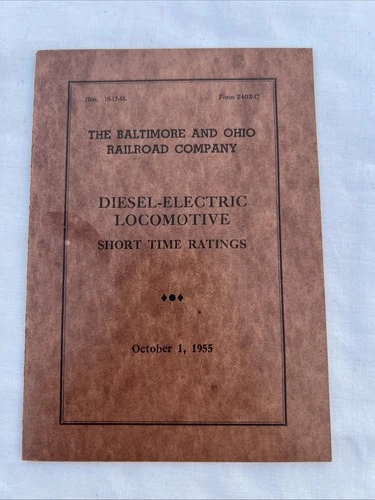 Form 2403-C
THE BALTIMORE AND OHIO
RAILROAD COMPANY
DIESEL-ELECTRIC
LOCOMOTIVE
SHORT TIME RATINGS
October 1, 1955